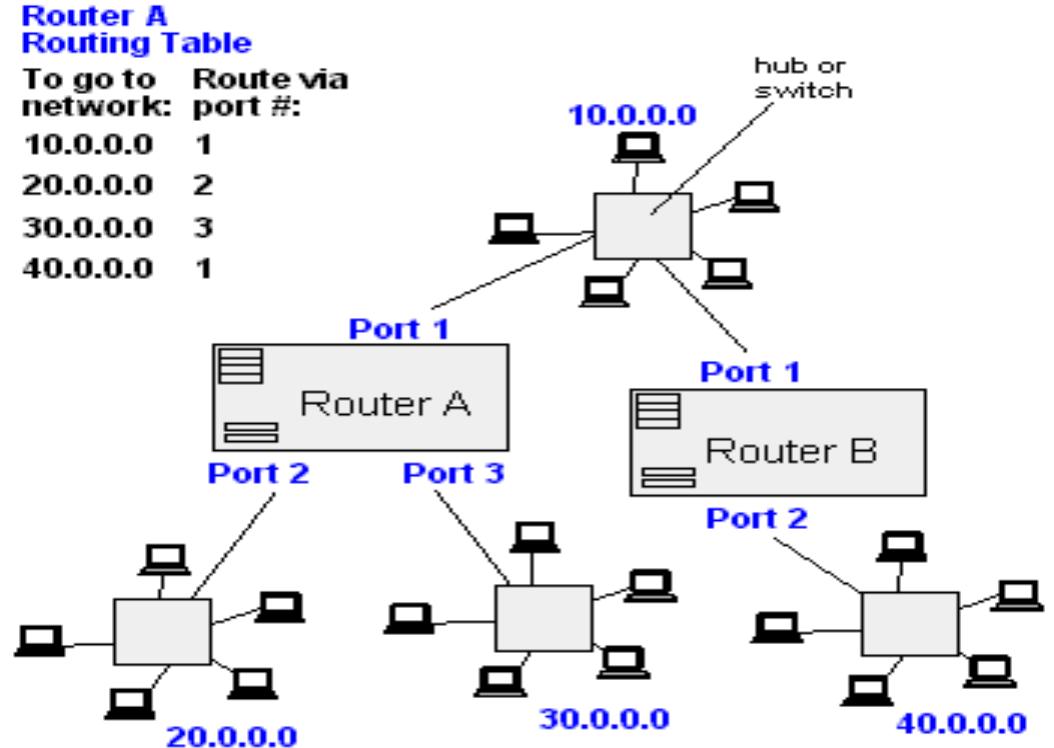 Router A
Routing Table
To go to Route via
network: port #:
10.0.0.0 1
20.0.0.0 2
30.0.0.0 3
40.0.0.0 1
hub or
switch
10.0.0.0
Port 1
Router A
Port 2 Port 3
Port 1
Router B
Port 2
20.0.0.0
30.0.0.0
40.0.0.0